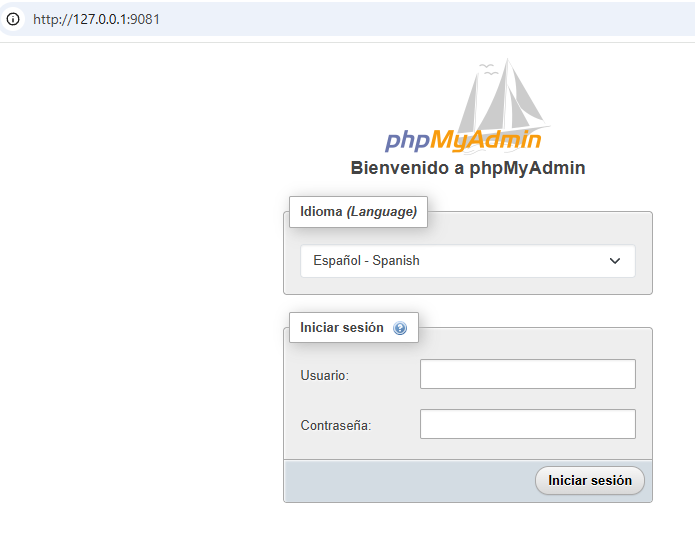 http://127.0.0.1:9081
phpMyAdmin
Bienvenido a phpMyAdmin
Idioma (Language)
Español - Spanish
Iniciar sesión
Usuario:
Contraseña:
Iniciar sesión